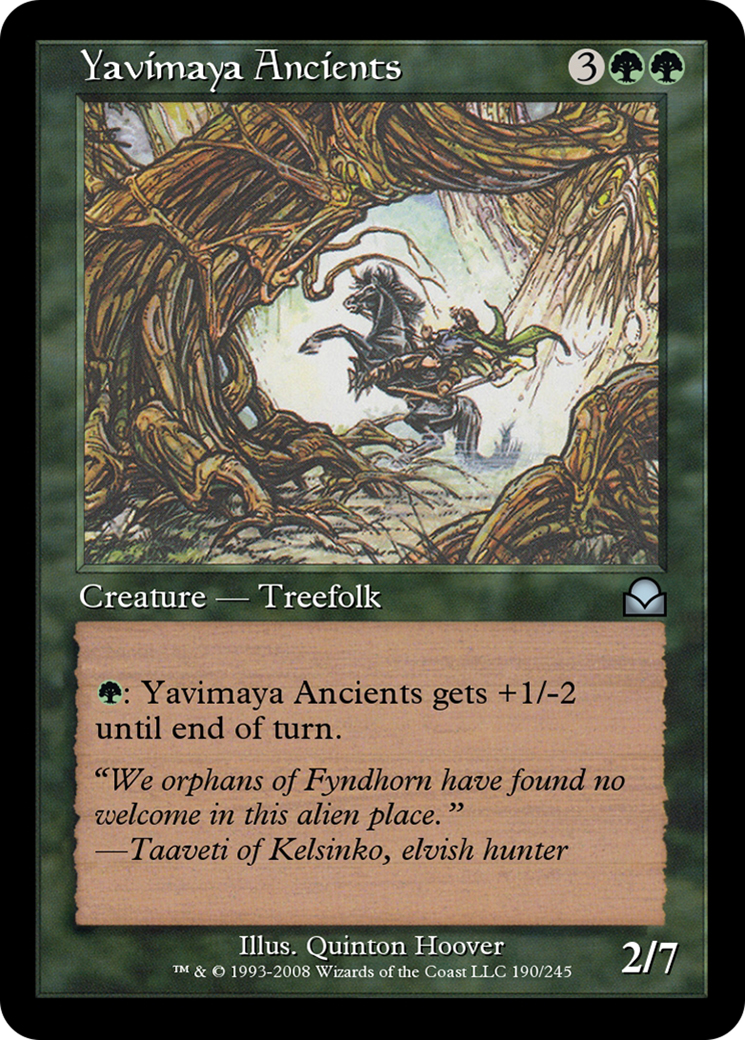 Yavimaya Ancients 3
Creature — Treefolk
: Yavimaya Ancients gets +1/-2
until end of turn.
“We orphans of Fyndhorn have found no
welcome in this alien place.”
—Taaveti of Kelsinko, elvish hunter
Illus. Quinton Hoover
™ & © 1993-2008 Wizards of the Coast LLC 190/245
2/7